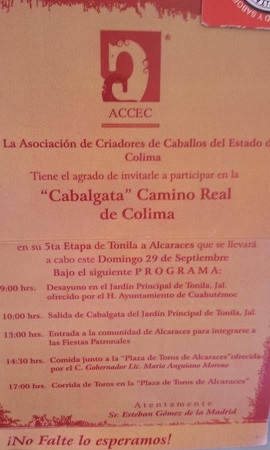 ®
ACCEC
La Asociación de Criadores de Caballos del Estado d
Colima
Tiene el agrado de invitarle a participar en la
"Cabalgata" Camino Real
de Colima
en su 5ta Etapa de Tonila a Alcaraces que se llevará
a cabo este Domingo 29 de Septiembre
Bajo el siguiente PROGRAMA:
9:00 hrs. Desayuno en el Jardín Principal de Tonila, Jal.
ofrecido por el H. Ayuntamiento de Cuauhtémoc
10:00 hrs. Salida de Cabalgata del Jardín Principal de Tonila, Jal.
13:00 hrs. Entrada a la comunidad de Alcaraces para integrarse a
las Fiestas Patronales
14:30 hrs. Comida junto a la "Plaza de Toros de Alcaraces" ofrecida
por el C. Gobernador Lic. Mario Anguiano Moreno
17:00 hrs. Corrida de Toros en la "Plaza de Toros de Alcaraces"
Atentamente
Sr. Esteban Gómez de la Madrid
¡No Falte lo esperamos!